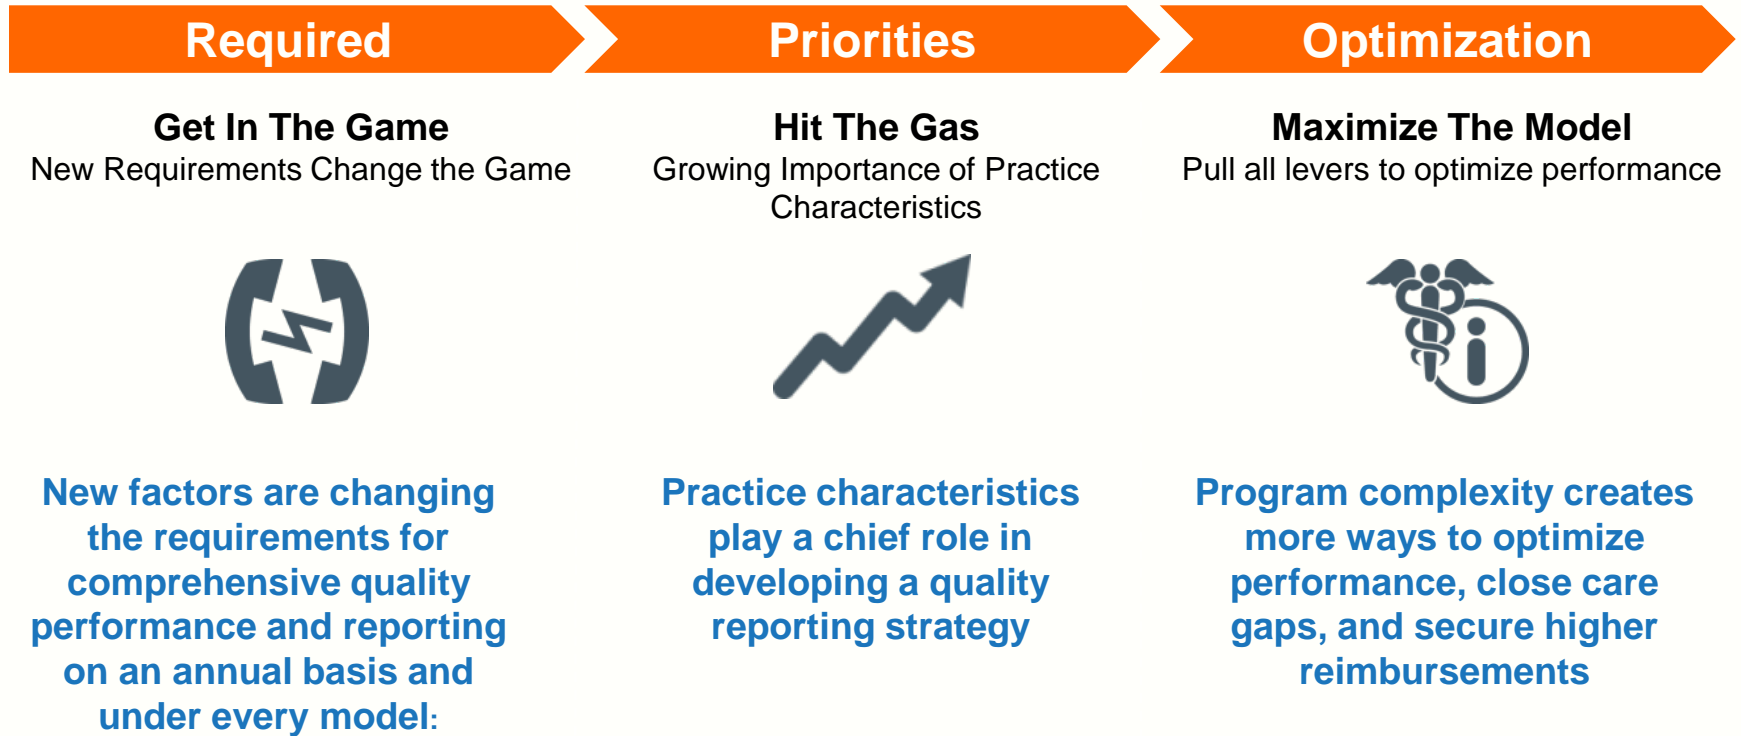 Required
Priorities
Optimization
Get In The Game
New Requirements Change the Game
Hit The Gas
Growing Importance of Practice
Characteristics
Maximize The Model
Pull all levers to optimize performance
i
New factors are changing
the requirements for
comprehensive quality
performance and reporting
on an annual basis and
under every model:
Practice characteristics
play a chief role in
developing a quality
reporting strategy
Program complexity creates
more ways to optimize
performance, close care
gaps, and secure higher
reimbursements